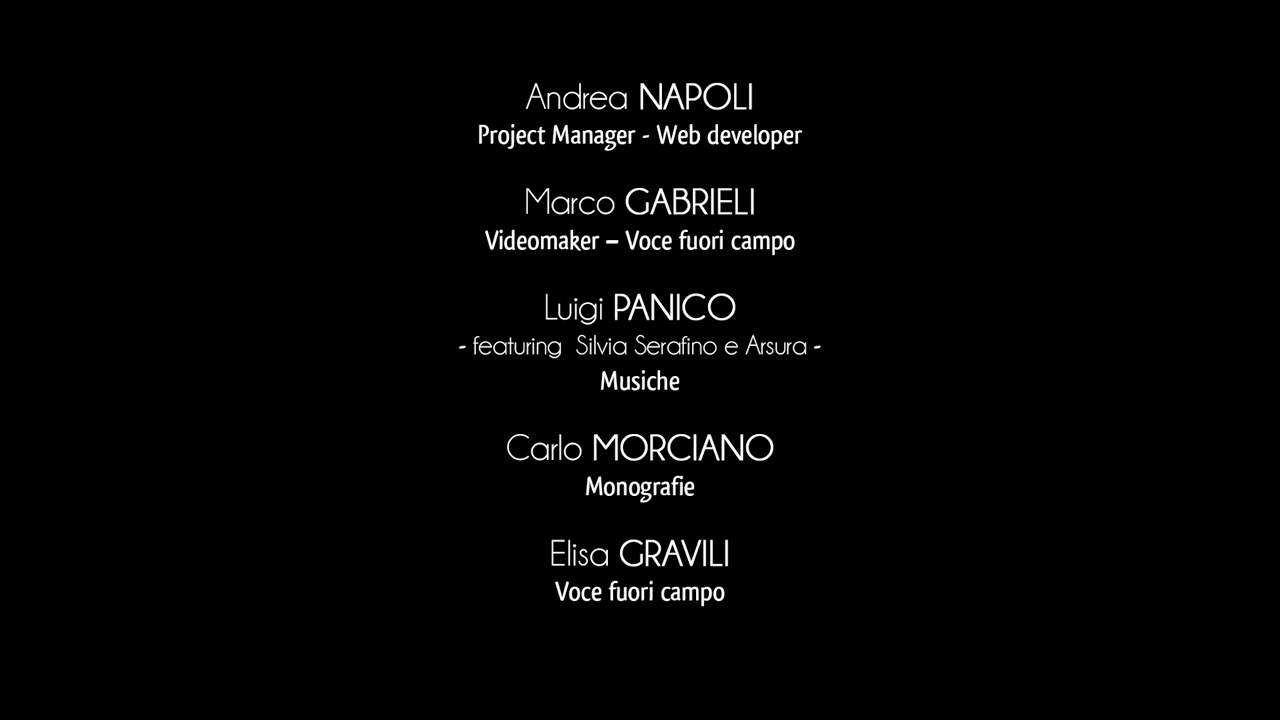 Andrea NAPOLI
Project Manager - Web developer
Marco GABRIELI
Videomaker – Voce fuori campo
Luigi PANICO
- featuring  Silvia Serafino e Arsura -
Musiche
Carlo MORCIANO
Monografie
Elisa GRAVILI
Voce fuori campo